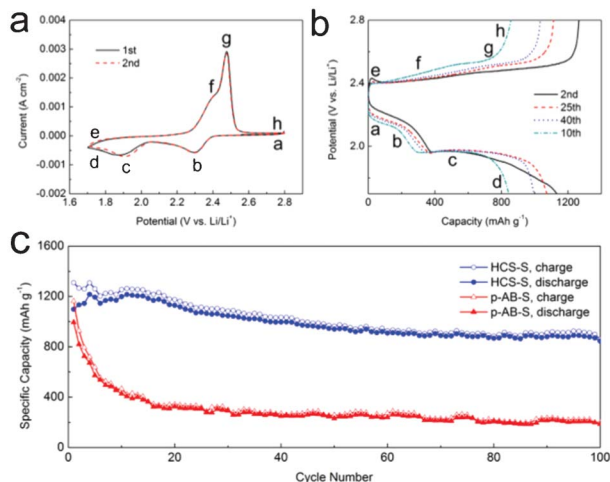 a
0.004
0.003
0.002
0.001
0.000
-0.001
-0.002
Current (A cm⁻²)
1st
2nd
g
f
h
e
a
d
c
b
1.6 1.8 2.0 2.2 2.4 2.6 2.8
Potential (V vs. Li/Li⁺)
b
2.8
2.4
2.0
Potential (V vs. Li/Li⁺)
h
g
f
e
a
b
c
d
2nd
25th
40th
10th
0 400 800 1200
Capacity (mAh g⁻¹)
c
1600
1200
800
400
0
Specific Capacity (mAh g⁻¹)
HCS-S, charge
HCS-S, discharge
p-AB-S, charge
p-AB-S, discharge
0 20 40 60 80 100
Cycle Number